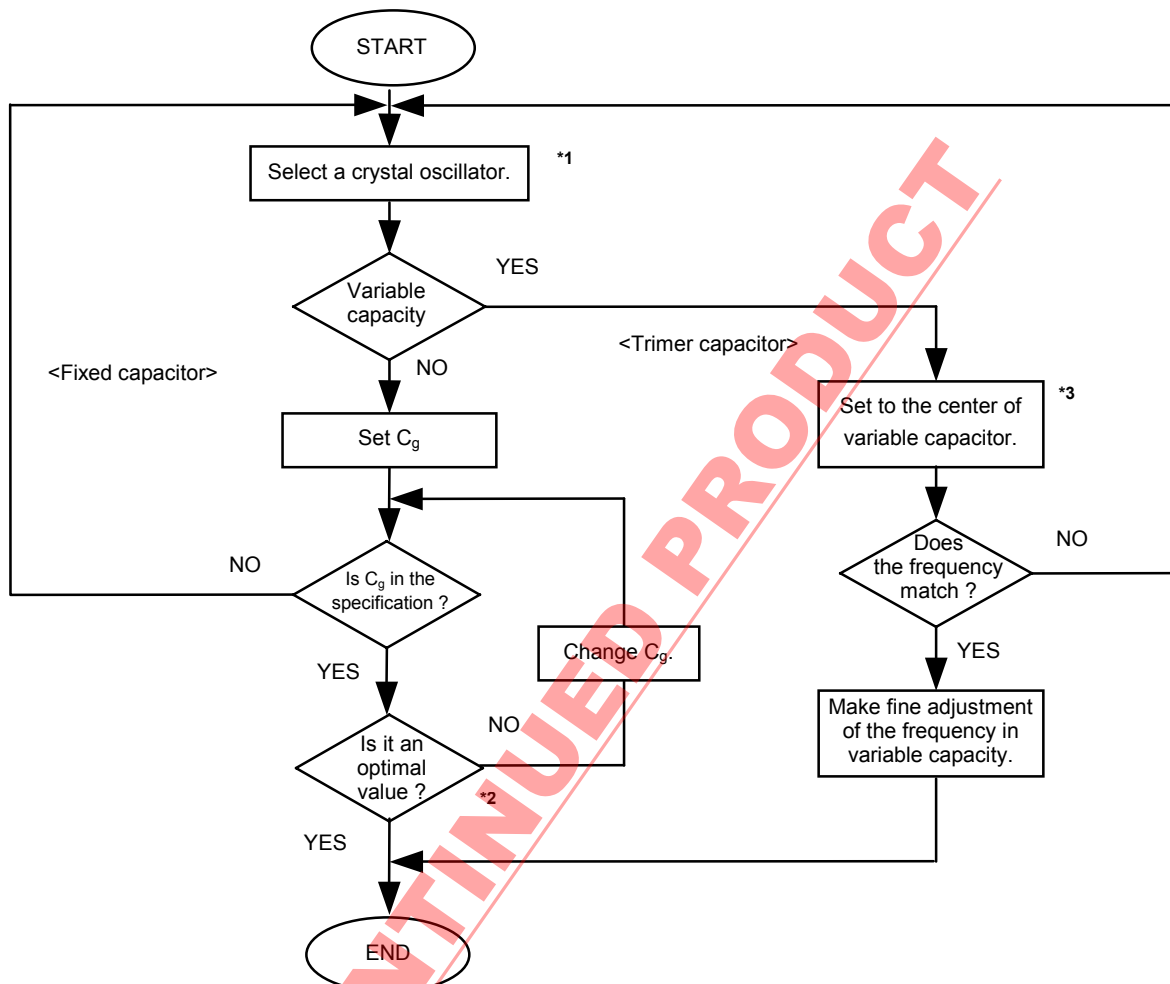 START
Select a crystal oscillator.
*1
YES
Variable
capacity
<Trimer capacitor>
<Fixed capacitor>
NO
*3
Set to the center of
variable capacitor.
Set Cg
Does
the frequency
match ?
NO
NO
Is Cg in the
specification ?
Change Cg.
YES
YES
Make fine adjustment
of the frequency in
variable capacity.
NO
Is it an
optimal
value ?
*2
YES
END
NTINUED PRODUCT